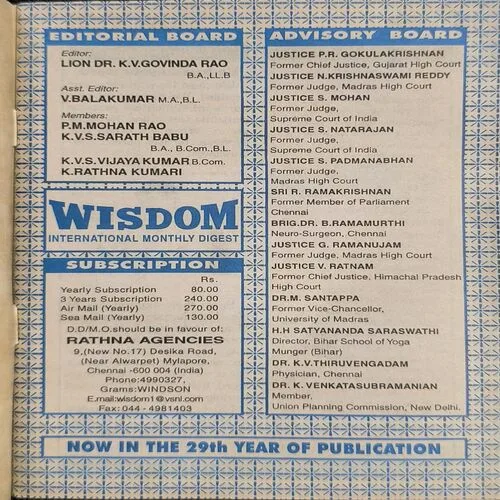 EDITORIAL BOARD
Editor:
LION DR. K.V.GOVINDA RAO
B.A.,LL.B
Asst. Editor:
V.BALAKUMAR M.A.,B.L.
Members:
P.M.MOHAN RAO
K.V.S.SARATH BABU
B.A., B.Com.,B.L.
K.V.S.VIJAYA KUMAR B.Com.
K.RATHNA KUMARI
WISDOM
INTERNATIONAL MONTHLY DIGEST
SUBSCRIPTION
Rs.
Yearly Subscription 80.00
3 Years Subscription 240.00
Air Mail (Yearly) 270.00
Sea Mail (Yearly) 130.00
D.D/M.O.should be in favour of:
RATHNA AGENCIES
9,(New No.17) Desika Road,
(Near Alwarpet) Mylapore,
Chennai -600 004 (India)
Phone:4990327,
Grams:WINDSON
E.mail:wisdom1@vsnl.com
Fax: 044 - 4981403
ADVISORY BOARD
JUSTICE P.R. GOKULAKRISHNAN
Former Chief Justice, Gujarat High Court
JUSTICE N.KRISHNASWAMI REDDY
Former Judge, Madras High Court
JUSTICE S. MOHAN
Former Judge,
Supreme Court of India
JUSTICE S. NATARAJAN
Former Judge,
Supreme Court of India
JUSTICE S. PADMANABHAN
Former Judge,
Madras High Court
SRI R. RAMAKRISHNAN
Former Member of Parliament
Chennai
BRIG.DR. B.RAMAMURTHI
Neuro-Surgeon, Chennai
JUSTICE G. RAMANUJAM
Former Judge, Madras High Court
JUSTICE V. RATNAM
Former Chief Justice, Himachal Pradesh
High Court
DR.M. SANTAPPA
Former Vice-Chancellor,
University of Madras
H.H SATYANANDA SARASWATHI
Director, Bihar School of Yoga
Munger (Bihar)
DR. K.V.THIRUVENGADAM
Physician, Chennai
DR. K.VENKATASUBRAMANIAN
Member,
Union Planning Commission, New Delhi.
NOW IN THE 29th YEAR OF PUBLICATION